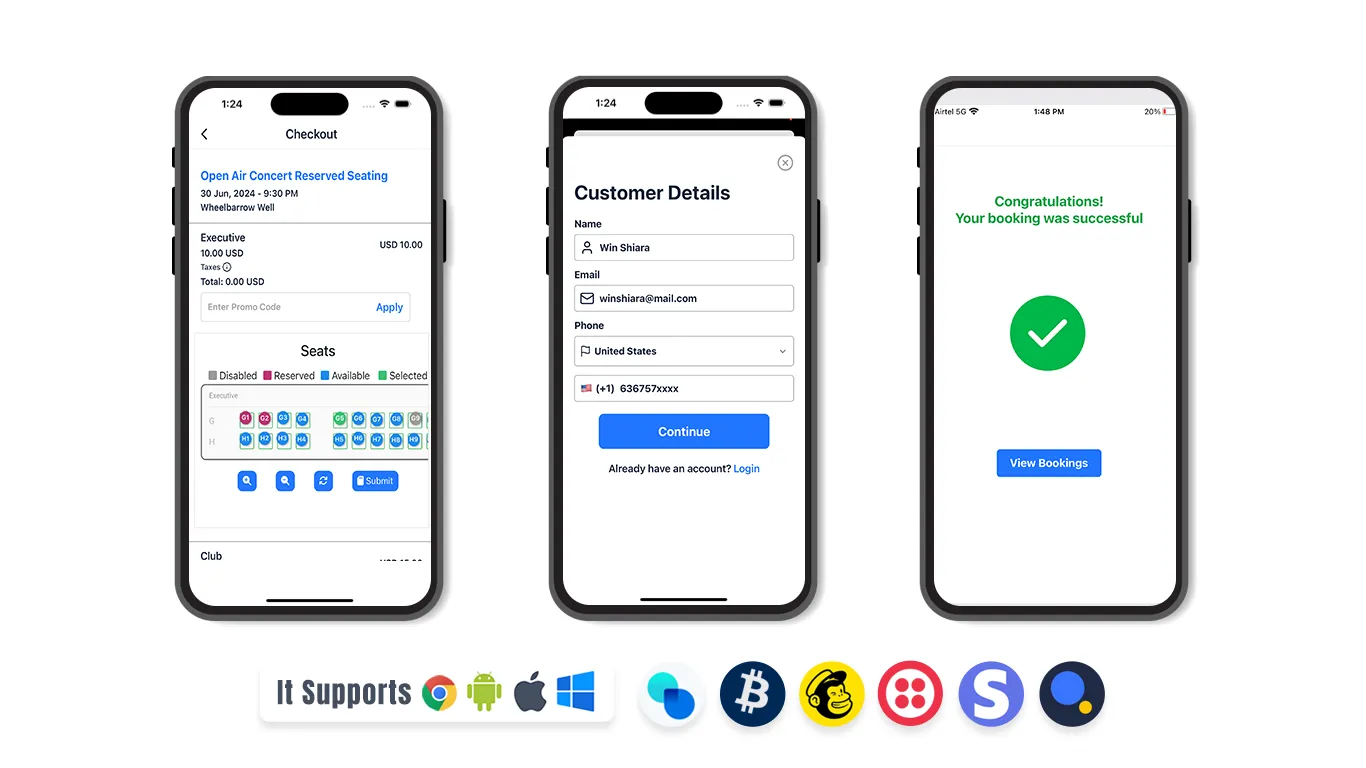 1:24
Checkout
Open Air Concert Reserved Seating
30 Jun, 2024 - 9:30 PM
Wheelbarrow Well
Executive
USD 10.00
10.00 USD
Taxes
Total: 0.00 USD
Enter Promo Code
Apply
Seats
Disabled Reserved Available Selected
Executive
G G1 G2 G3 G4 G5 G6 G7 G8 G9
H H1 H2 H3 H4 H5 H6 H7 H8 H9
Submit
Club
1:24
Customer Details
Name
Win Shiara
Email
winshiara@mail.com
Phone
United States
(+1) 636757xxxx
Continue
Already have an account? Login
Airtel 5G 1:48 PM 20%
Congratulations!
Your booking was successful
View Bookings
It Supports